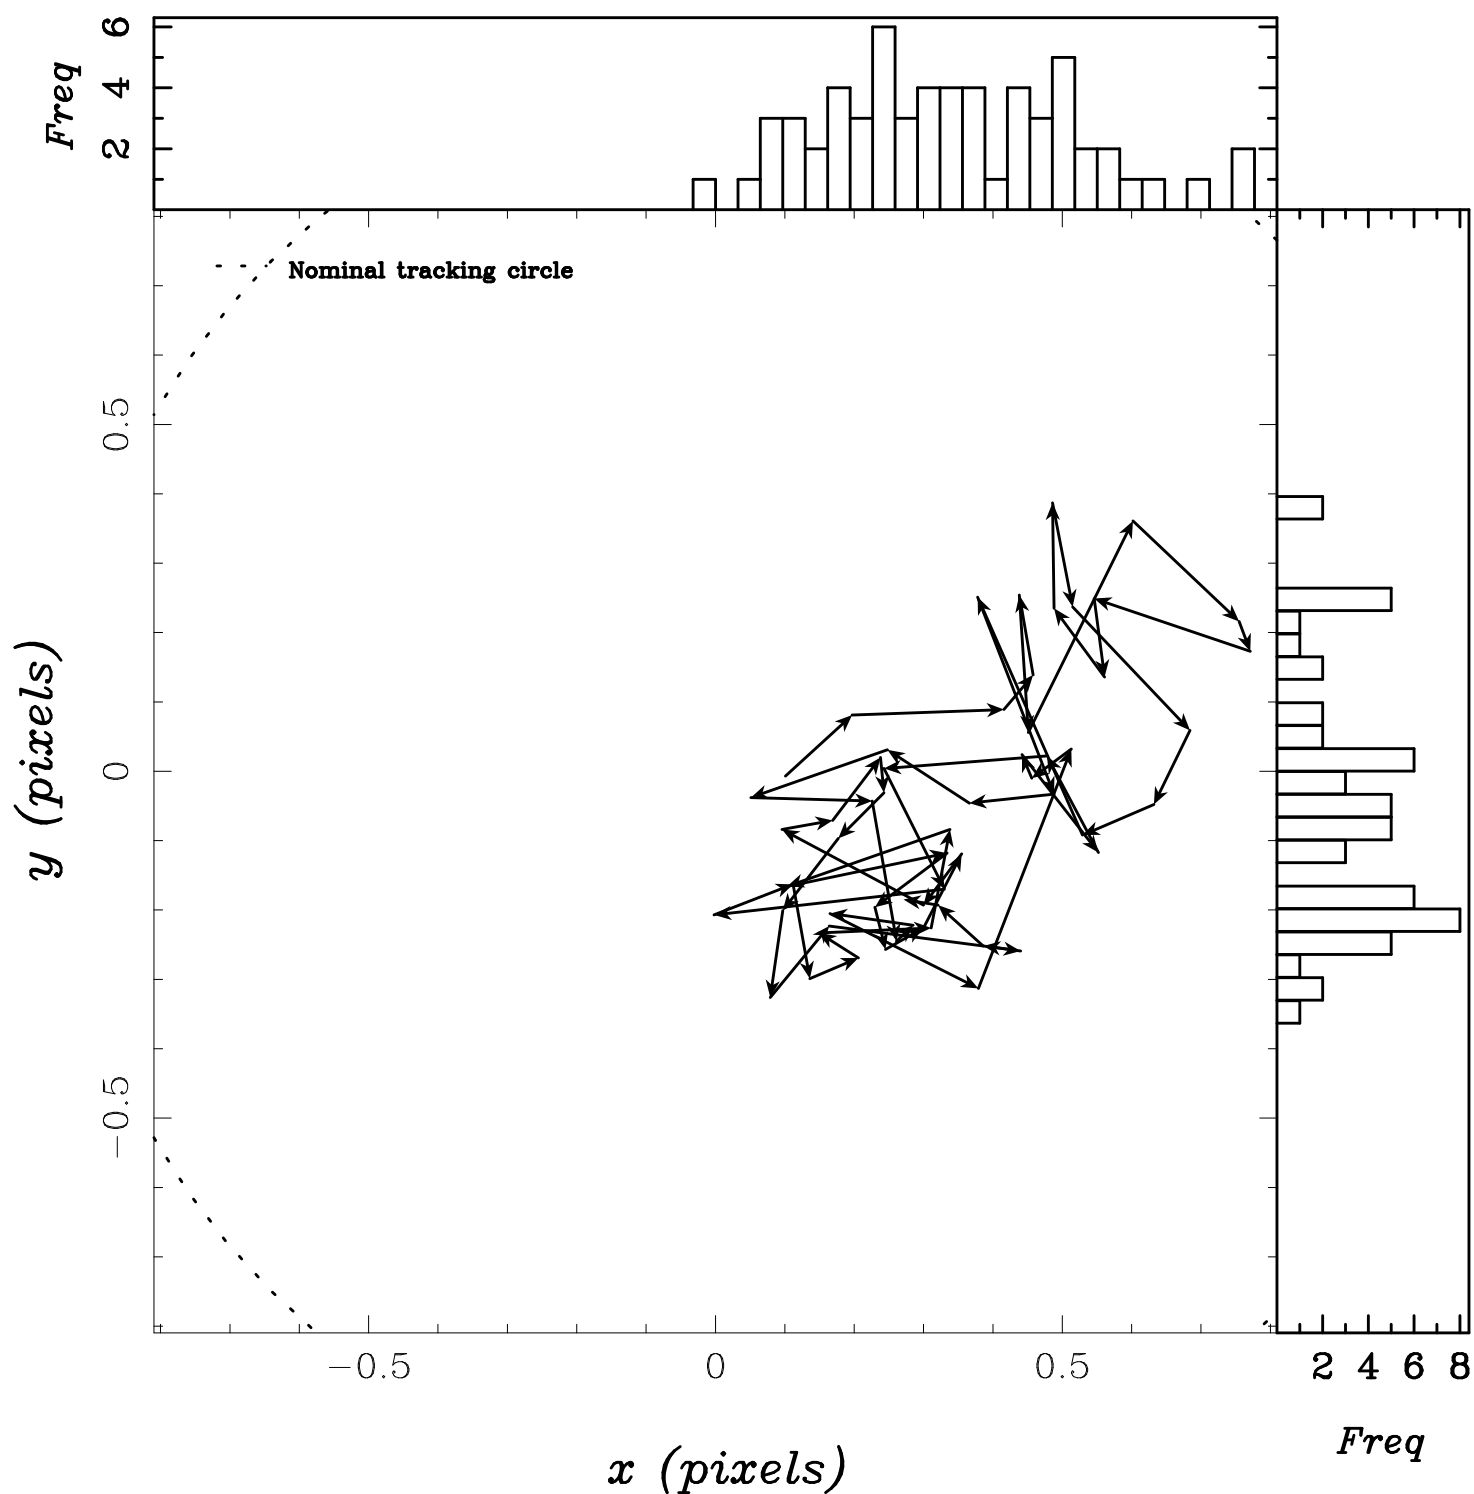 Freq
2 4 6
Nominal tracking circle
y (pixels)
0.5
0
−0.5
−0.5 0 0.5
x (pixels)
2 4 6 8
Freq